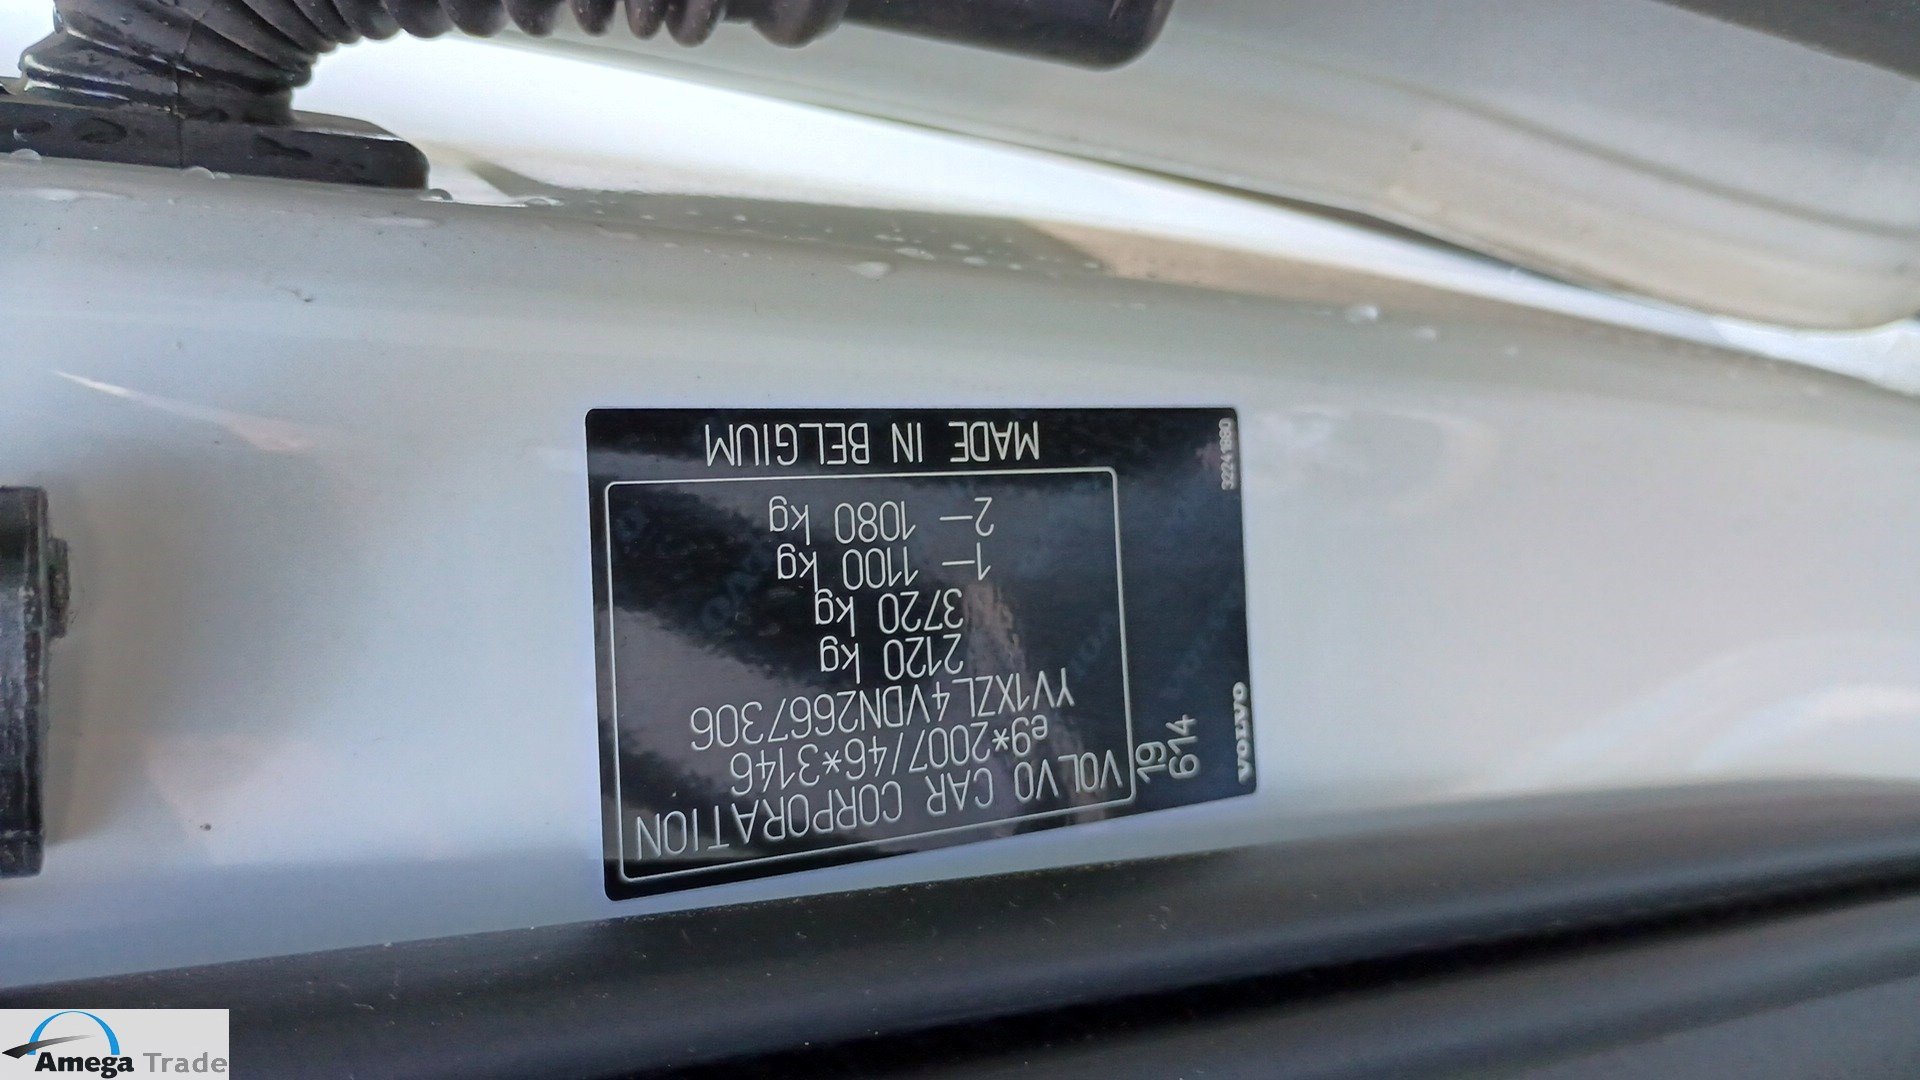 VOLVO CAR CORPORATION
e9*2007/46*3146
YV1XZL4VDN2667306
2120 kg
3720 kg
1– 1100 kg
2– 1080 kg
MADE IN BELGIUM
19
614
VOLVO
Amega Trade